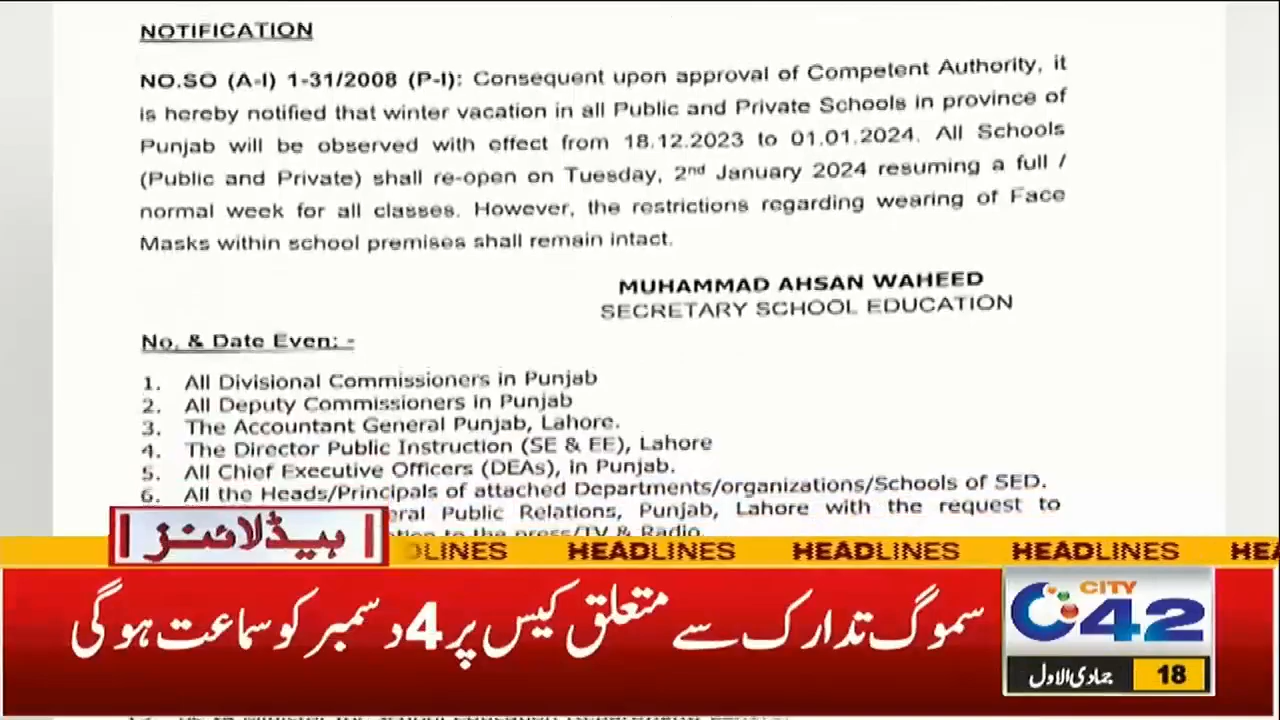 NOTIFICATION
NO.SO (A-I) 1-31/2008 (P-I): Consequent upon approval of Competent Authority, it
is hereby notified that winter vacation in all Public and Private Schools in province of
Punjab will be observed with effect from 18.12.2023 to 01.01.2024. All Schools
(Public and Private) shall re-open on Tuesday, 2nd January 2024 resuming a full /
normal week for all classes. However, the restrictions regarding wearing of Face
Masks within school premises shall remain intact.
MUHAMMAD AHSAN WAHEED
SECRETARY SCHOOL EDUCATION
No. & Date Even: -
1. All Divisional Commissioners in Punjab
2. All Deputy Commissioners in Punjab
3. The Accountant General Punjab, Lahore.
4. The Director Public Instruction (SE & EE), Lahore
5. All Chief Executive Officers (DEAs), in Punjab.
6. All the Heads/Principals of attached Departments/organizations/Schools of SED.
eral Public Relations, Punjab, Lahore with the request to
to the press/TV & Radio.
ہیڈلائنز
DLINES HEADLINES HEADLINES HEADLINES HEA
سموگ تدارک سے متعلق کیس پر 4 دسمبر کو سماعت ہوگی
CITY
42
18 جمادی الاول